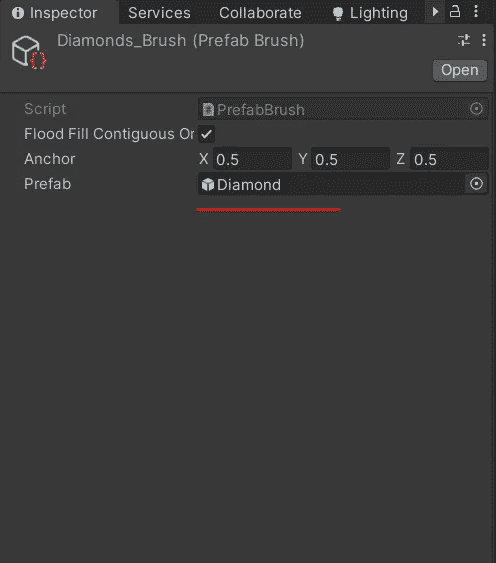 Inspector Services Collaborate Lighting
Diamonds_Brush (Prefab Brush)
Open
Script PrefabBrush
Flood Fill Contiguous Or
Anchor X 0.5 Y 0.5 Z 0.5
Prefab Diamond